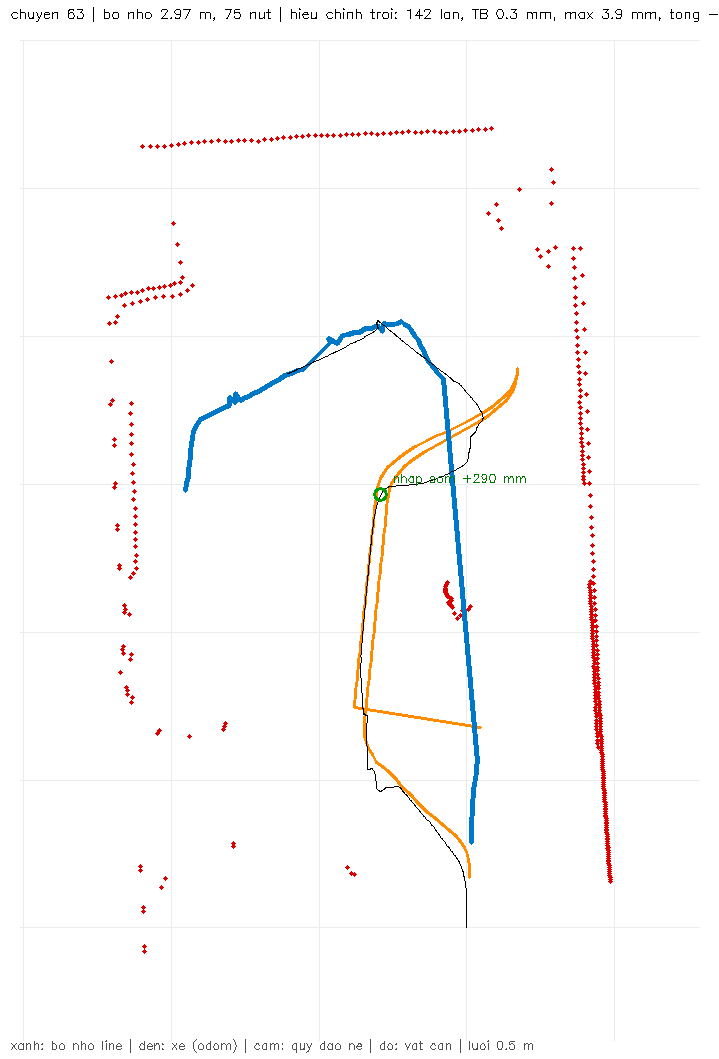 chuyen 63 | bo nho 2.97 m, 75 nut | hieu chinh troi: 142 lan, TB 0.3 mm, max 3.9 mm, tong —
nhap som +290 mm
xanh: bo nho line | den: xe (odom) | cam: quy dao ne | do: vat can | luoi 0.5 m